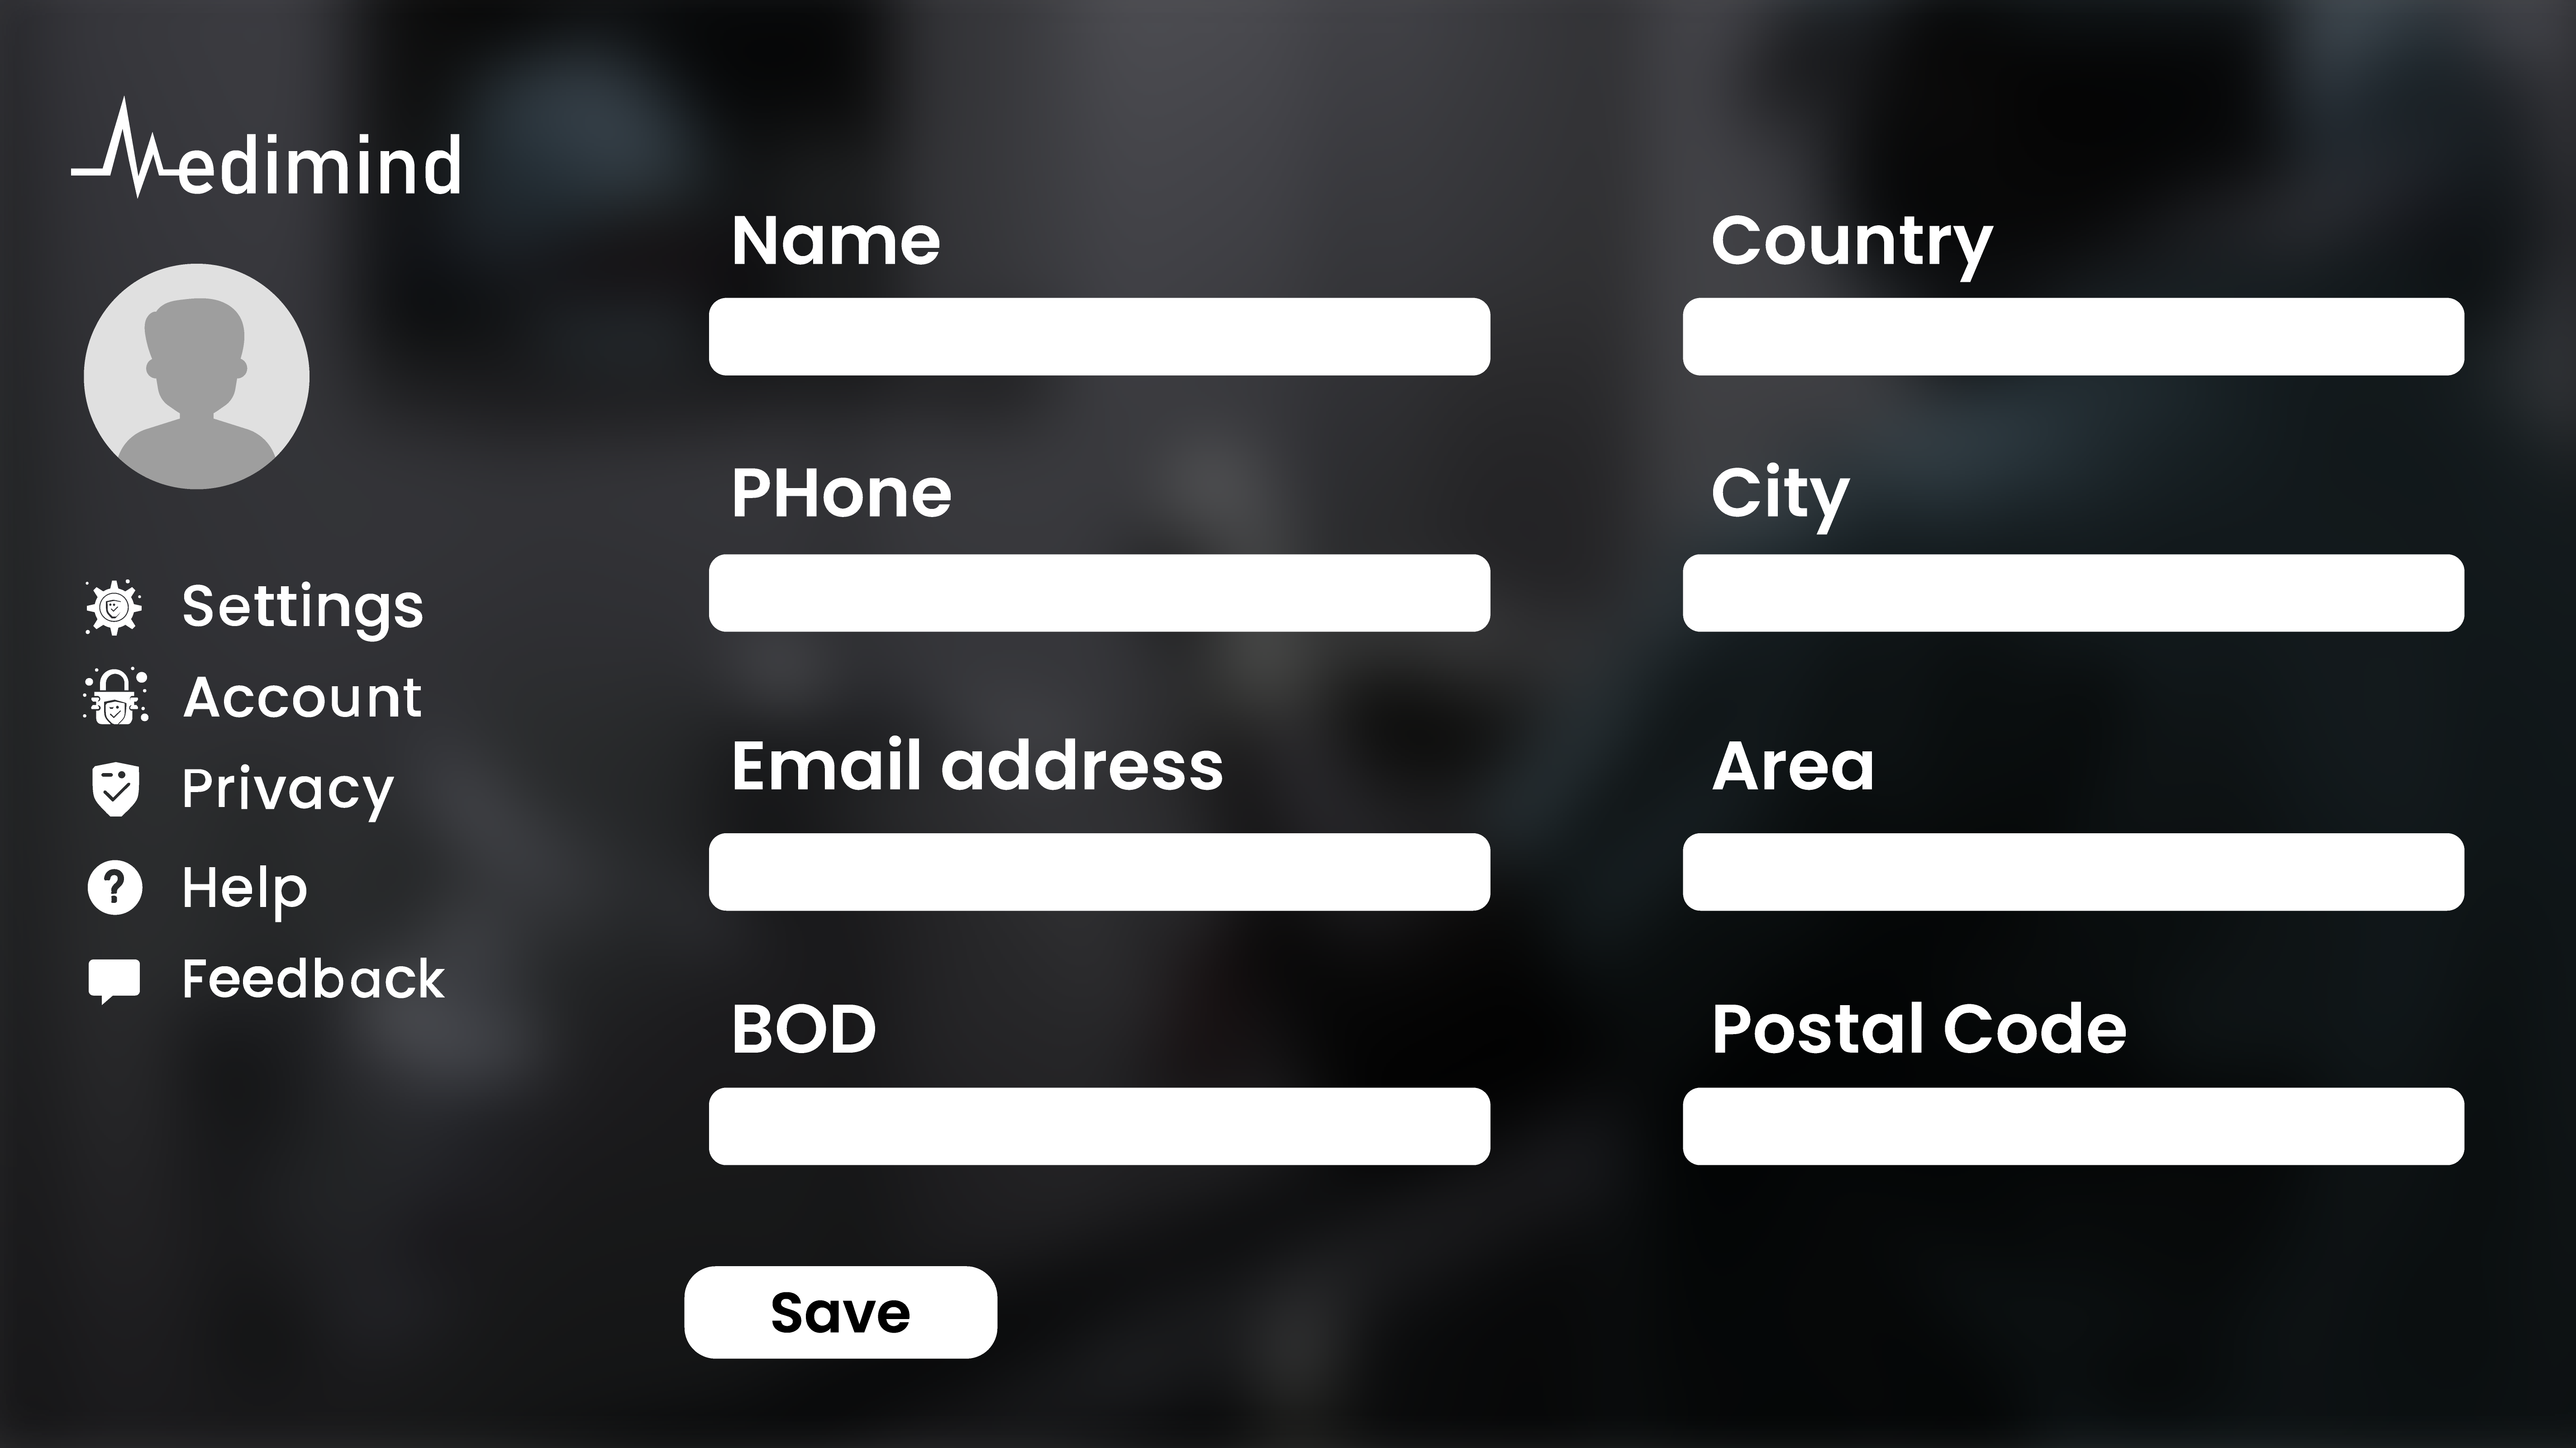 Medimind
Settings
Account
Privacy
Help
Feedback
Name
PHone
Email address
BOD
Country
City
Area
Postal Code
Save